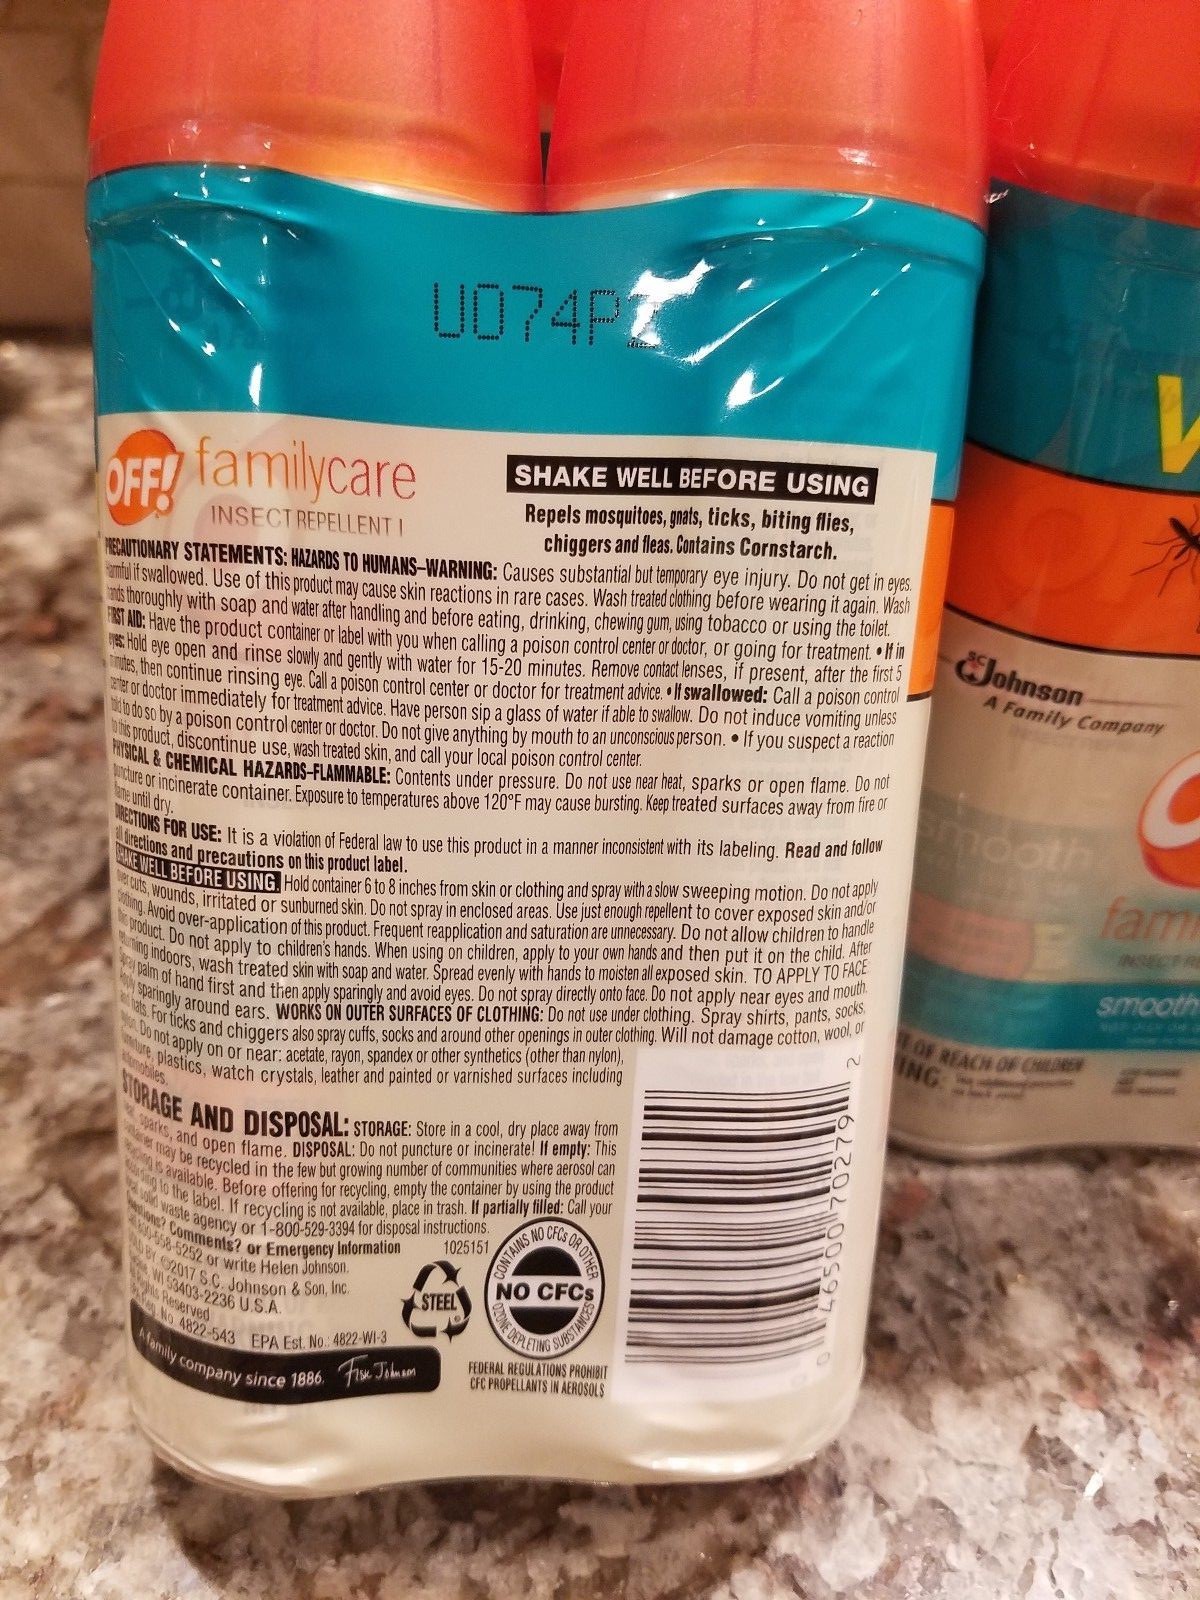 U074P2
OFF! familycare
INSECT REPELLENT I
SHAKE WELL BEFORE USING
Repels mosquitoes, gnats, ticks, biting flies,
chiggers and fleas. Contains Cornstarch.
PRECAUTIONARY STATEMENTS: HAZARDS TO HUMANS–WARNING: Causes substantial but temporary eye injury. Do not get in eyes.
Harmful if swallowed. Use of this product may cause skin reactions in rare cases. Wash treated clothing before wearing it again. Wash
hands thoroughly with soap and water after handling and before eating, drinking, chewing gum, using tobacco or using the toilet.
FIRST AID: Have the product container or label with you when calling a poison control center or doctor, or going for treatment. • If in
eyes: Hold eye open and rinse slowly and gently with water for 15-20 minutes. Remove contact lenses, if present, after the first 5
minutes, then continue rinsing eye. Call a poison control center or doctor for treatment advice. • If swallowed: Call a poison control
center or doctor immediately for treatment advice. Have person sip a glass of water if able to swallow. Do not induce vomiting unless
told to do so by a poison control center or doctor. Do not give anything by mouth to an unconscious person. • If you suspect a reaction
to this product, discontinue use, wash treated skin, and call your local poison control center.
PHYSICAL & CHEMICAL HAZARDS–FLAMMABLE: Contents under pressure. Do not use near heat, sparks or open flame. Do not
puncture or incinerate container. Exposure to temperatures above 120°F may cause bursting. Keep treated surfaces away from fire or
flame until dry.
DIRECTIONS FOR USE: It is a violation of Federal law to use this product in a manner inconsistent with its labeling. Read and follow
all directions and precautions on this product label.
SHAKE WELL BEFORE USING. Hold container 6 to 8 inches from skin or clothing and spray with a slow sweeping motion. Do not apply
over cuts, wounds, irritated or sunburned skin. Do not spray in enclosed areas. Use just enough repellent to cover exposed skin and/or
clothing. Avoid over-application of this product. Frequent reapplication and saturation are unnecessary. Do not allow children to handle
this product. Do not apply to children's hands. When using on children, apply to your own hands and then put it on the child. After
returning indoors, wash treated skin with soap and water. Spread evenly with hands to moisten all exposed skin. TO APPLY TO FACE:
Spray palm of hand first and then apply sparingly and avoid eyes. Do not spray directly onto face. Do not apply near eyes and mouth.
Apply sparingly around ears. WORKS ON OUTER SURFACES OF CLOTHING: Do not use under clothing. Spray shirts, pants, socks,
and hats. For ticks and chiggers also spray cuffs, socks and around other openings in outer clothing. Will not damage cotton, wool, or
nylon. Do not apply on or near: acetate, rayon, spandex or other synthetics (other than nylon),
furniture, plastics, watch crystals, leather and painted or varnished surfaces including
automobiles.
STORAGE AND DISPOSAL: STORAGE: Store in a cool, dry place away from
heat, sparks, and open flame. DISPOSAL: Do not puncture or incinerate! If empty: This
container may be recycled in the few but growing number of communities where aerosol can
recycling is available. Before offering for recycling, empty the container by using the product
according to the label. If recycling is not available, place in trash. If partially filled: Call your
local solid waste agency or 1-800-529-3394 for disposal instructions.
Questions? Comments? or Emergency Information
Call 800-558-5252 or write Helen Johnson.
SOLD BY ©2017 S.C. Johnson & Son, Inc.
Racine, WI 53403-2236 U.S.A.
All Rights Reserved
EPA Reg. No. 4822-543 EPA Est. No.: 4822-WI-3
A family company since 1886. Fisk Johnson
1025151
STEEL
CONTAINS NO CFCs OR OTHER
NO CFCs
OZONE DEPLETING SUBSTANCES
FEDERAL REGULATIONS PROHIBIT
CFC PROPELLANTS IN AEROSOLS
0 46500 70279 2
SC Johnson
A Family Company
smooth
fami
INSECT RE
smooth
OF REACH OF CHILDREN